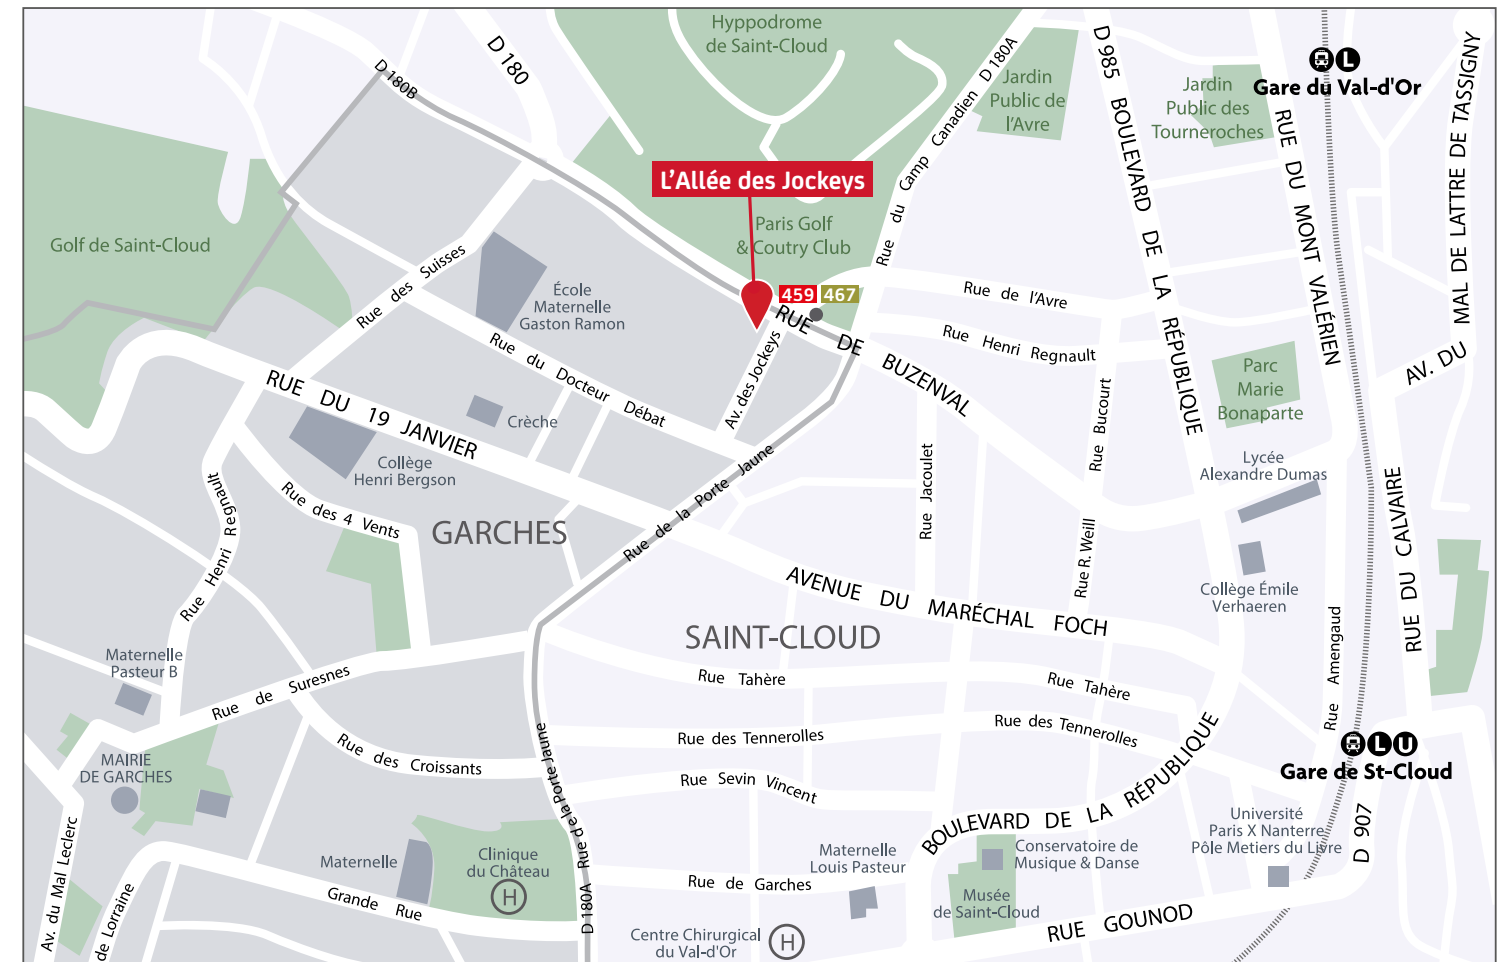 Hyppodrome
de Saint-Cloud
D 180
D 180B
D 180A
Rue du Camp Canadien
D 985
BOULEVARD DE LA RÉPUBLIQUE
Jardin
Public de
l'Avre
Jardin
Public des
Tourneroches
L
Gare du Val-d'Or
RUE DU MONT VALÉRIEN
MAL DE LATTRE DE TASSIGNY
AV. DU
L'Allée des Jockeys
Paris Golf
& Coutry Club
459
467
Golf de Saint-Cloud
Rue des Suisses
École
Maternelle
Gaston Ramon
Rue du Docteur Débat
Av. des Jockeys
RUE DE BUZENVAL
Rue de l'Avre
Rue Henri Regnault
Rue Bucourt
Parc
Marie
Bonaparte
RUE DU 19 JANVIER
Crèche
Collège
Henri Bergson
Rue Henri Regnault
Rue des 4 Vents
GARCHES
Rue de la Porte Jaune
Rue Jacoulet
Rue R. Weill
Lycée
Alexandre Dumas
RUE DU CALVAIRE
Collège Émile
Verhaeren
AVENUE DU MARÉCHAL FOCH
SAINT-CLOUD
Rue Amengaud
Maternelle
Pasteur B
Rue de Suresnes
Rue Tahère
Rue Tahère
Rue des Tennerolles
Rue des Tennerolles
L U
Gare de St-Cloud
MAIRIE
DE GARCHES
Rue des Croissants
Rue de la Porte Jaune
D 180A
Rue Sevin Vincent
BOULEVARD DE LA RÉPUBLIQUE
Université
Paris X Nanterre
Pôle Metiers du Livre
D 907
Av. du Mal Leclerc
de Lorraine
Maternelle
Clinique
du Château
H
Grande Rue
Rue de Garches
Maternelle
Louis Pasteur
Conservatoire de
Musique & Danse
Musée
de Saint-Cloud
RUE GOUNOD
Centre Chirurgical
du Val-d'Or
H